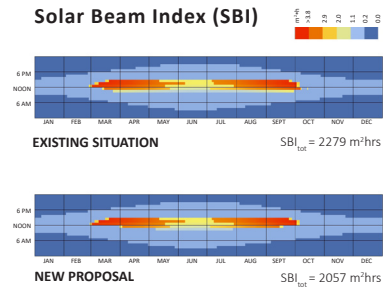 Solar Beam Index (SBI)
m²•h
>3.8
2.9
2.0
1.1
0.2
0.0
6 PM
NOON
6 AM
JAN FEB MAR APR MAY JUN JUL AUG SEPT OCT NOV DEC
EXISTING SITUATION
SBI_tot = 2279 m²hrs
6 PM
NOON
6 AM
JAN FEB MAR APR MAY JUN JUL AUG SEPT OCT NOV DEC
NEW PROPOSAL
SBI_tot = 2057 m²hrs